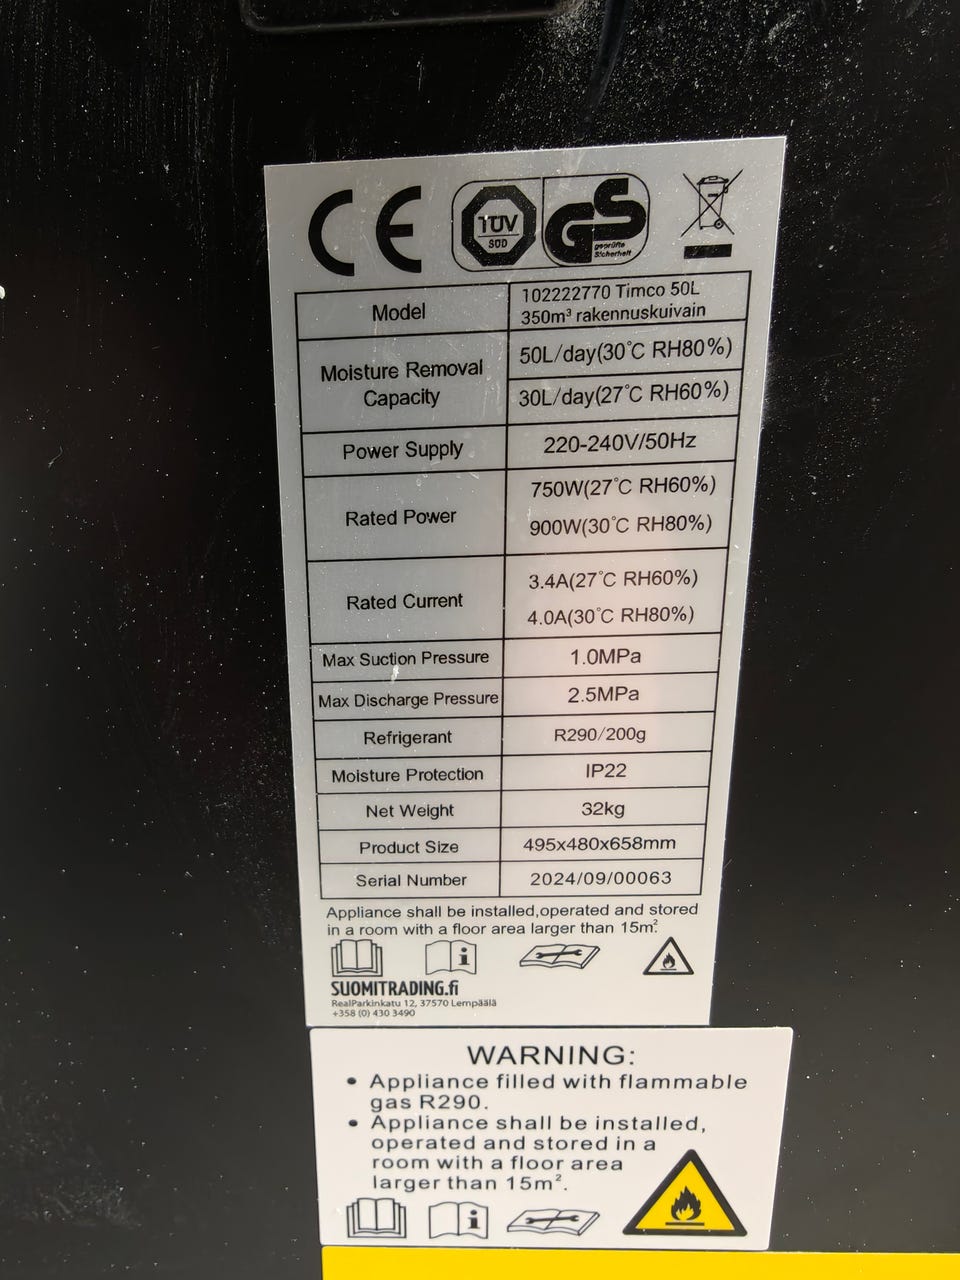 CE
TÜV
SÜD
GS
geprüfte
Sicherheit
Model
102222770 Timco 50L
350m³ rakennuskuivain
Moisture Removal
Capacity
50L/day(30°C RH80%)
30L/day(27°C RH60%)
Power Supply
220-240V/50Hz
Rated Power
750W(27°C RH60%)
900W(30°C RH80%)
Rated Current
3.4A(27°C RH60%)
4.0A(30°C RH80%)
Max Suction Pressure
1.0MPa
Max Discharge Pressure
2.5MPa
Refrigerant
R290/200g
Moisture Protection
IP22
Net Weight
32kg
Product Size
495x480x658mm
Serial Number
2024/09/00063
Appliance shall be installed,operated and stored
in a room with a floor area larger than 15m².
SUOMITRADING.fi
RealParkinkatu 12, 37570 Lempäälä
+358 (0) 430 3490
WARNING:
• Appliance filled with flammable
gas R290.
• Appliance shall be installed,
operated and stored in a
room with a floor area
larger than 15m².